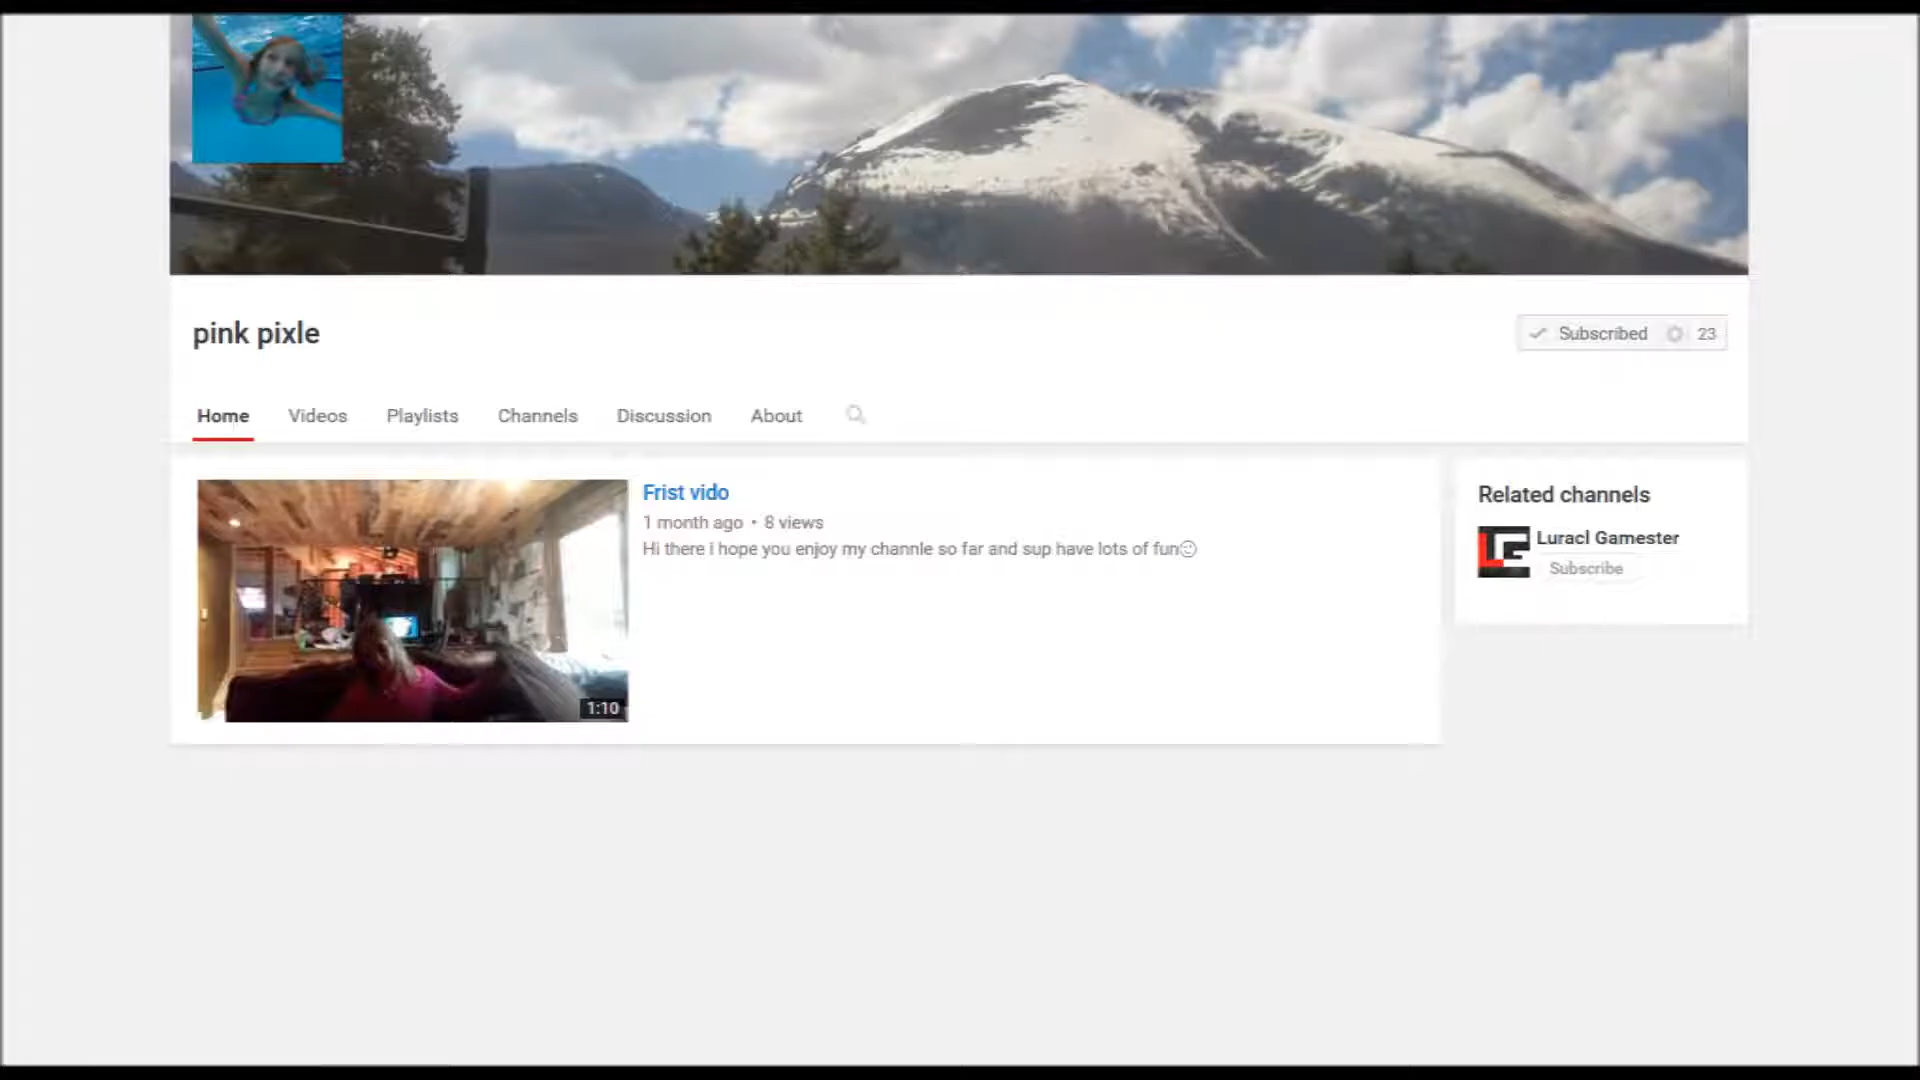 pink pixle
Subscribed 23
Home Videos Playlists Channels Discussion About
Frist vido
1 month ago • 8 views
Hi there i hope you enjoy my channle so far and sup have lots of fun☺
1:10
Related channels
Luracl Gamester
Subscribe